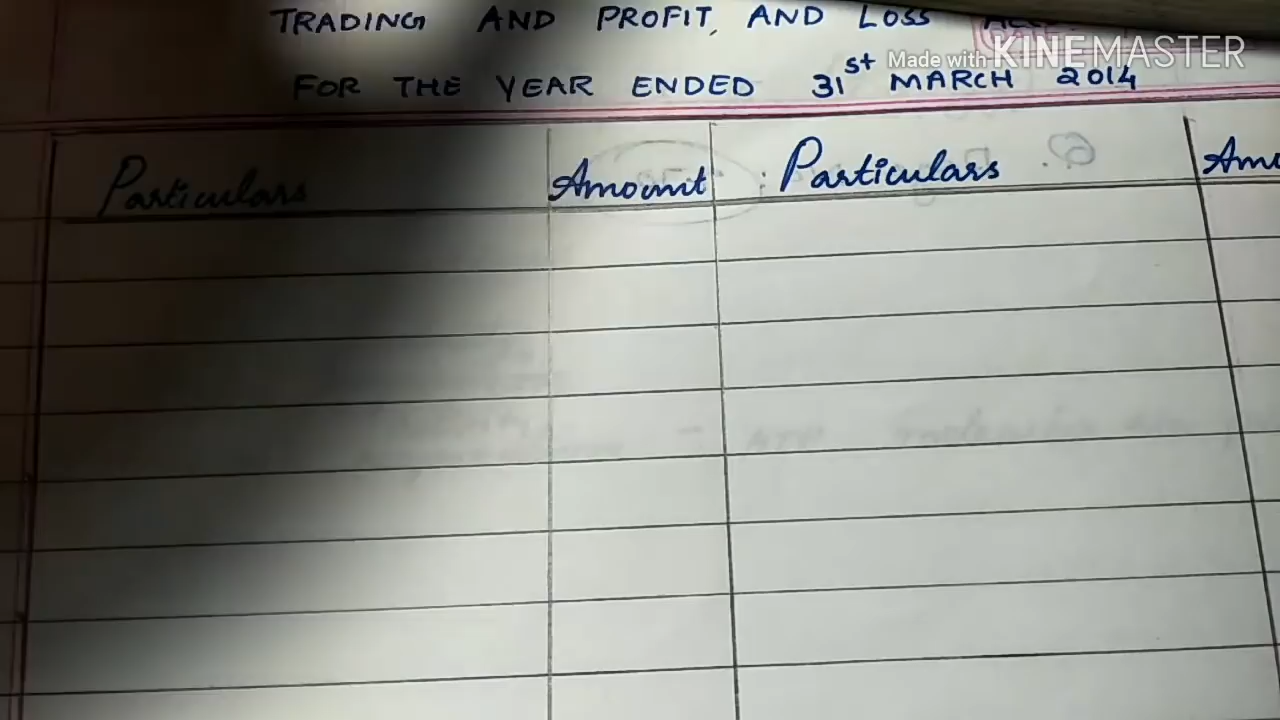 TRADING AND PROFIT, AND LOSS
Made with KINEMASTER
FOR THE YEAR ENDED 31st MARCH 2014
Particulars Amount Particulars